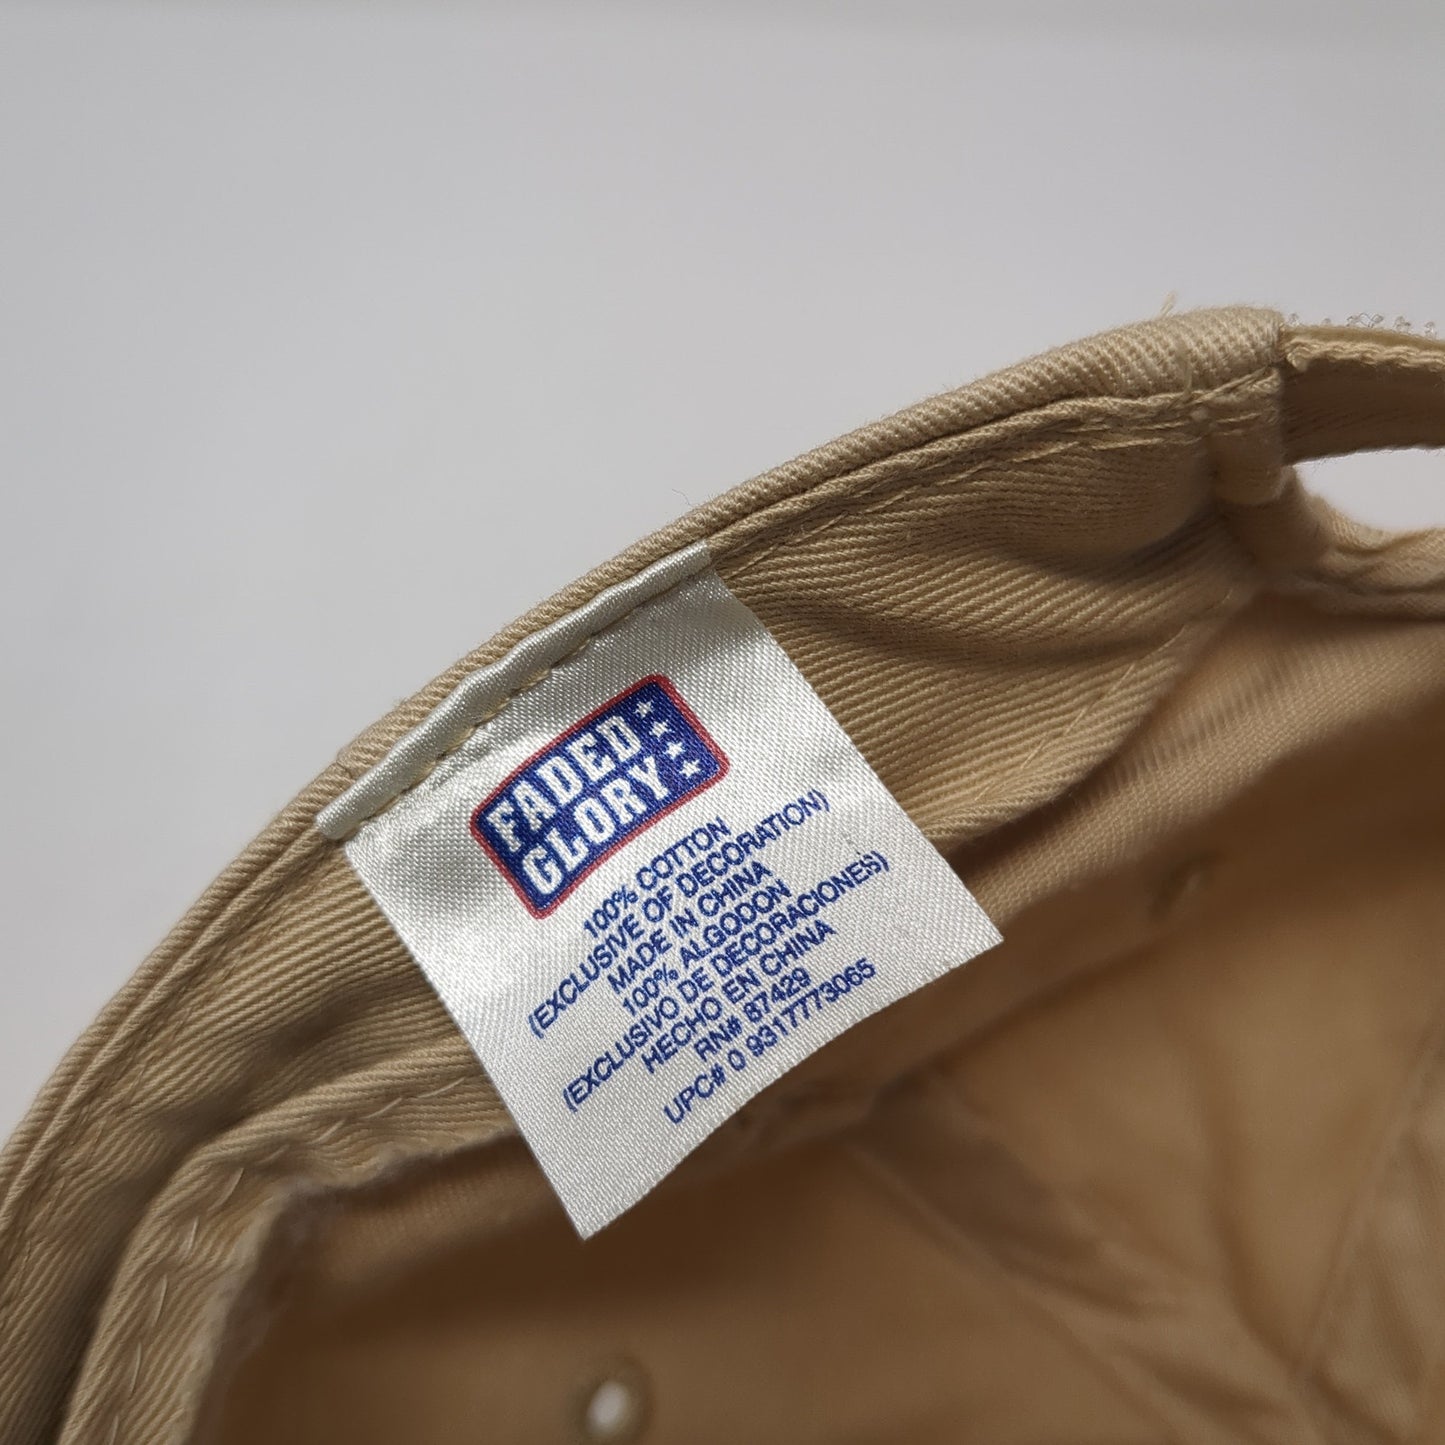 FADED
GLORY
100% COTTON
(EXCLUSIVE OF DECORATION)
MADE IN CHINA
100% ALGODON
(EXCLUSIVO DE DECORACIONES)
HECHO EN CHINA
RN# 87429
UPC# 0 9317773065